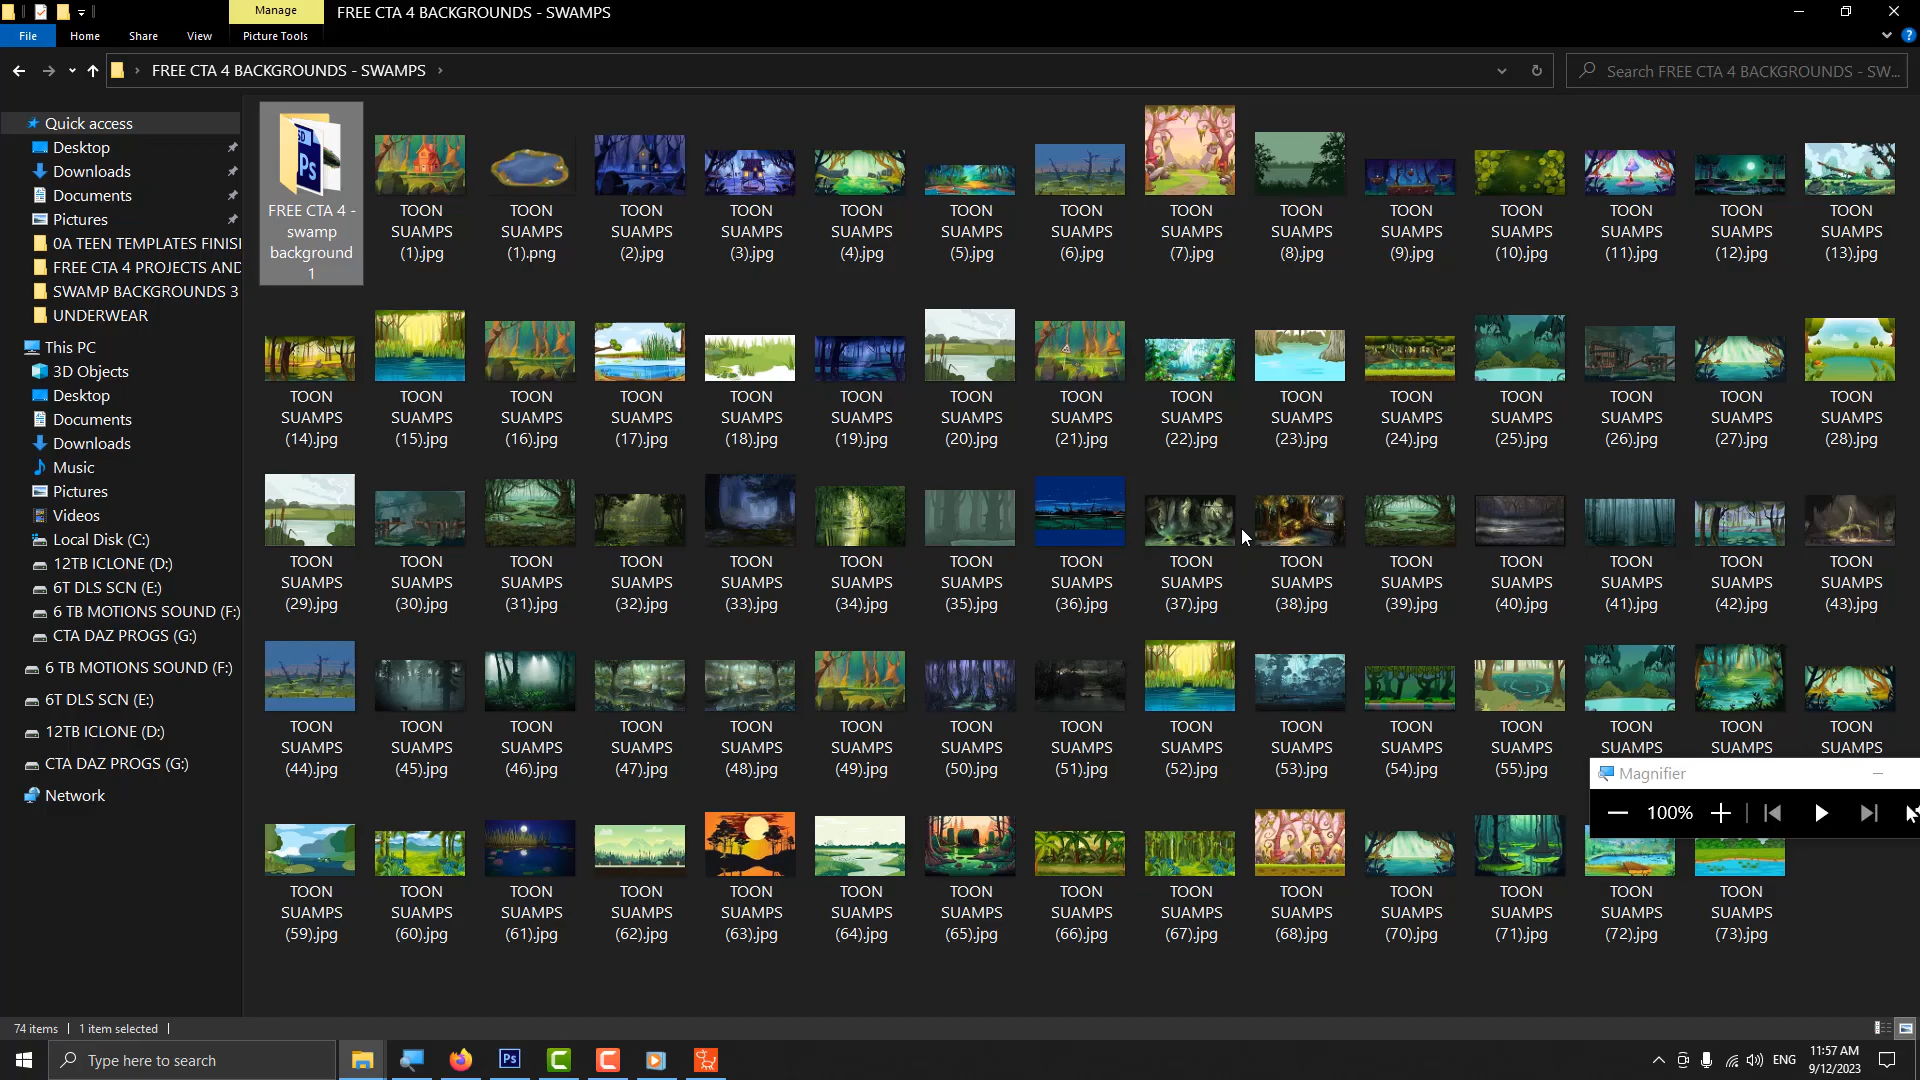 Manage
FREE CTA 4 BACKGROUNDS - SWAMPS
File
Home
Share
View
Picture Tools
FREE CTA 4 BACKGROUNDS - SWAMPS
Search FREE CTA 4 BACKGROUNDS - SW...
Quick access
Desktop
Downloads
Documents
Pictures
0A TEEN TEMPLATES FINISI
FREE CTA 4 PROJECTS AND
SWAMP BACKGROUNDS 3
UNDERWEAR
This PC
3D Objects
Desktop
Documents
Downloads
Music
Pictures
Videos
Local Disk (C:)
12TB ICLONE (D:)
6T DLS SCN (E:)
6 TB MOTIONS SOUND (F:)
CTA DAZ PROGS (G:)
6 TB MOTIONS SOUND (F:)
6T DLS SCN (E:)
12TB ICLONE (D:)
CTA DAZ PROGS (G:)
Network
FREE CTA 4 -
swamp
background
1
TOON
SUAMPS
(1).jpg
TOON
SUAMPS
(1).png
TOON
SUAMPS
(2).jpg
TOON
SUAMPS
(3).jpg
TOON
SUAMPS
(4).jpg
TOON
SUAMPS
(5).jpg
TOON
SUAMPS
(6).jpg
TOON
SUAMPS
(7).jpg
TOON
SUAMPS
(8).jpg
TOON
SUAMPS
(9).jpg
TOON
SUAMPS
(10).jpg
TOON
SUAMPS
(11).jpg
TOON
SUAMPS
(12).jpg
TOON
SUAMPS
(13).jpg
TOON
SUAMPS
(14).jpg
TOON
SUAMPS
(15).jpg
TOON
SUAMPS
(16).jpg
TOON
SUAMPS
(17).jpg
TOON
SUAMPS
(18).jpg
TOON
SUAMPS
(19).jpg
TOON
SUAMPS
(20).jpg
TOON
SUAMPS
(21).jpg
TOON
SUAMPS
(22).jpg
TOON
SUAMPS
(23).jpg
TOON
SUAMPS
(24).jpg
TOON
SUAMPS
(25).jpg
TOON
SUAMPS
(26).jpg
TOON
SUAMPS
(27).jpg
TOON
SUAMPS
(28).jpg
TOON
SUAMPS
(29).jpg
TOON
SUAMPS
(30).jpg
TOON
SUAMPS
(31).jpg
TOON
SUAMPS
(32).jpg
TOON
SUAMPS
(33).jpg
TOON
SUAMPS
(34).jpg
TOON
SUAMPS
(35).jpg
TOON
SUAMPS
(36).jpg
TOON
SUAMPS
(37).jpg
TOON
SUAMPS
(38).jpg
TOON
SUAMPS
(39).jpg
TOON
SUAMPS
(40).jpg
TOON
SUAMPS
(41).jpg
TOON
SUAMPS
(42).jpg
TOON
SUAMPS
(43).jpg
TOON
SUAMPS
(44).jpg
TOON
SUAMPS
(45).jpg
TOON
SUAMPS
(46).jpg
TOON
SUAMPS
(47).jpg
TOON
SUAMPS
(48).jpg
TOON
SUAMPS
(49).jpg
TOON
SUAMPS
(50).jpg
TOON
SUAMPS
(51).jpg
TOON
SUAMPS
(52).jpg
TOON
SUAMPS
(53).jpg
TOON
SUAMPS
(54).jpg
TOON
SUAMPS
(55).jpg
TOON
SUAMPS
TOON
SUAMPS
TOON
SUAMPS
Magnifier
100%
TOON
SUAMPS
(59).jpg
TOON
SUAMPS
(60).jpg
TOON
SUAMPS
(61).jpg
TOON
SUAMPS
(62).jpg
TOON
SUAMPS
(63).jpg
TOON
SUAMPS
(64).jpg
TOON
SUAMPS
(65).jpg
TOON
SUAMPS
(66).jpg
TOON
SUAMPS
(67).jpg
TOON
SUAMPS
(68).jpg
TOON
SUAMPS
(70).jpg
TOON
SUAMPS
(71).jpg
TOON
SUAMPS
(72).jpg
TOON
SUAMPS
(73).jpg
74 items
1 item selected
Type here to search
Ps
ENG
11:57 AM
9/12/2023